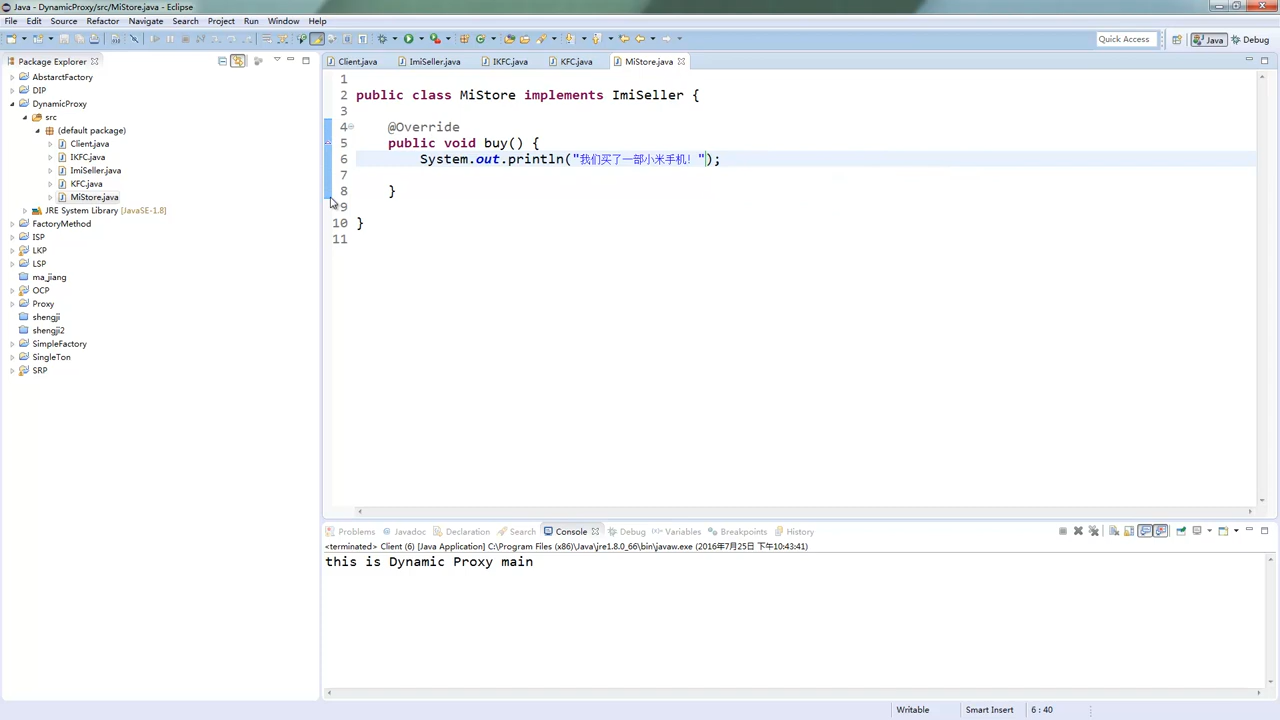 Java - DynamicProxy/src/MiStore.java - Eclipse
File Edit Source Refactor Navigate Search Project Run Window Help
Quick Access
Java
Debug
Package Explorer
Client.java
ImiSeller.java
IKFC.java
KFC.java
MiStore.java
AbstarctFactory
DIP
DynamicProxy
src
(default package)
Client.java
IKFC.java
ImiSeller.java
KFC.java
MiStore.java
JRE System Library [JavaSE-1.8]
FactoryMethod
ISP
LKP
LSP
ma_jiang
OCP
Proxy
shengji
shengji2
SimpleFactory
SingleTon
SRP
1
2 public class MiStore implements ImiSeller {
3
4 @Override
5 public void buy() {
6 System.out.println("我们买了一部小米手机！");
7
8 }
9
10 }
11
Problems Javadoc Declaration Search Console Debug Variables Breakpoints History
<terminated> Client (6) [Java Application] C:\Program Files (x86)\Java\jre1.8.0_66\bin\javaw.exe (2016年7月25日 下午10:43:41)
this is Dynamic Proxy main
Writable Smart Insert 6 : 40